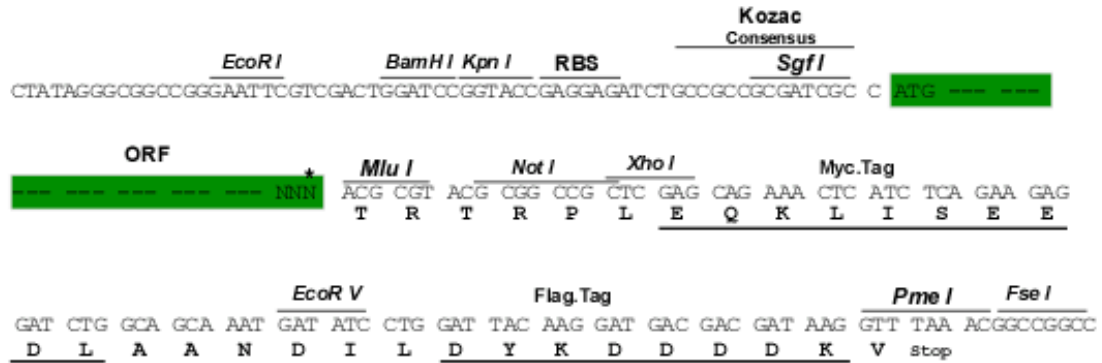 Kozac
Consensus
EcoR I BamH I Kpn I RBS Sgf I
CTATAGGGCGGCCGGGAATTCGTCGACTGGATCCGGTACCGAGGAGATCTGCCGCCGCGATCGC C ATG --- ---
ORF * Mlu I Not I Xho I Myc.Tag
--- --- --- --- --- --- NNN ACG CGT ACG CGG CCG CTC GAG CAG AAA CTC ATC TCA GAA GAG
T R T R P L E Q K L I S E E
EcoR V Flag.Tag Pme I Fse I
GAT CTG GCA GCA AAT GAT ATC CTG GAT TAC AAG GAT GAC GAC GAT AAG GTT TAA ACGGCCGGCC
D L A A N D I L D Y K D D D D K V Stop